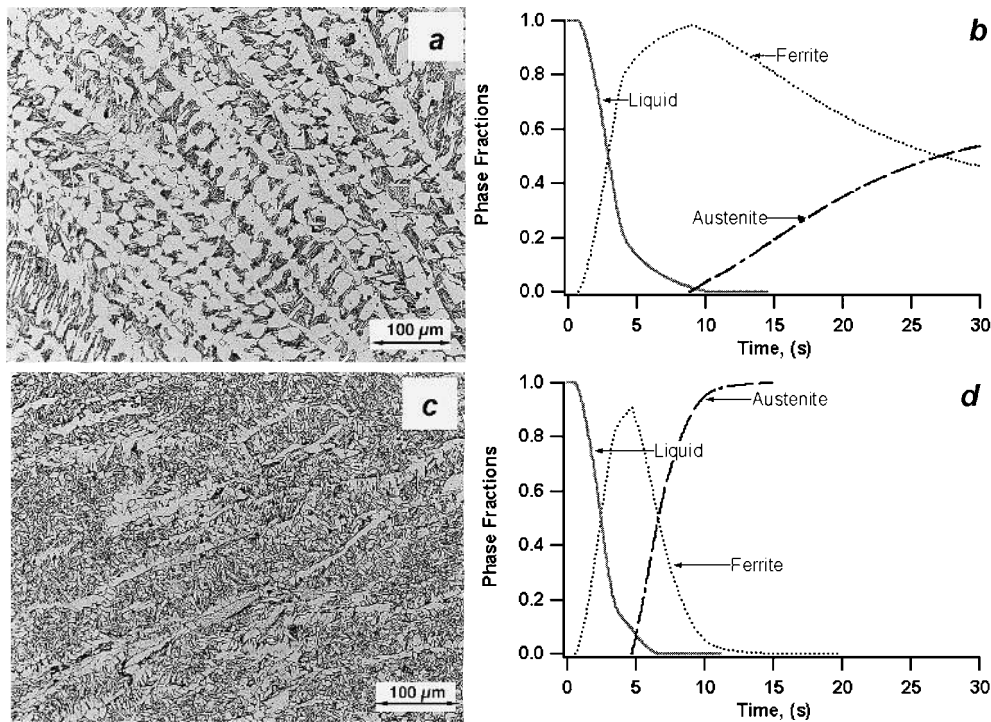 a
100 µm
b
1.0
0.8
0.6
0.4
0.2
0.0
Phase Fractions
Ferrite
Liquid
Austenite
0 5 10 15 20 25 30
Time, (s)
c
100 µm
d
1.0
0.8
0.6
0.4
0.2
0.0
Phase Fractions
Austenite
Liquid
Ferrite
0 5 10 15 20 25 30
Time, (s)